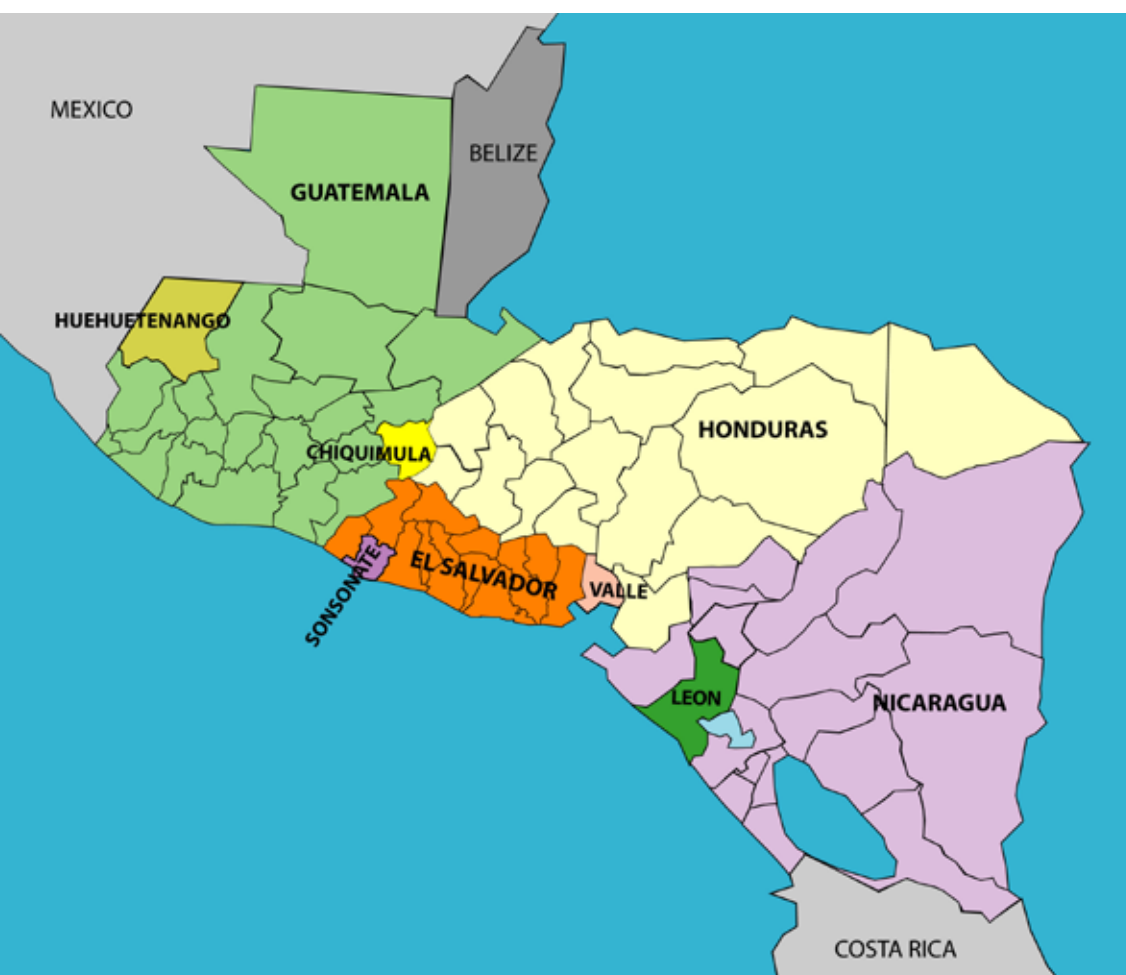 MEXICO
BELIZE
GUATEMALA
HUEHUETENANGO
HONDURAS
CHIQUIMULA
EL SALVADOR
VALLE
SONSONATE
LEON
NICARAGUA
COSTA RICA